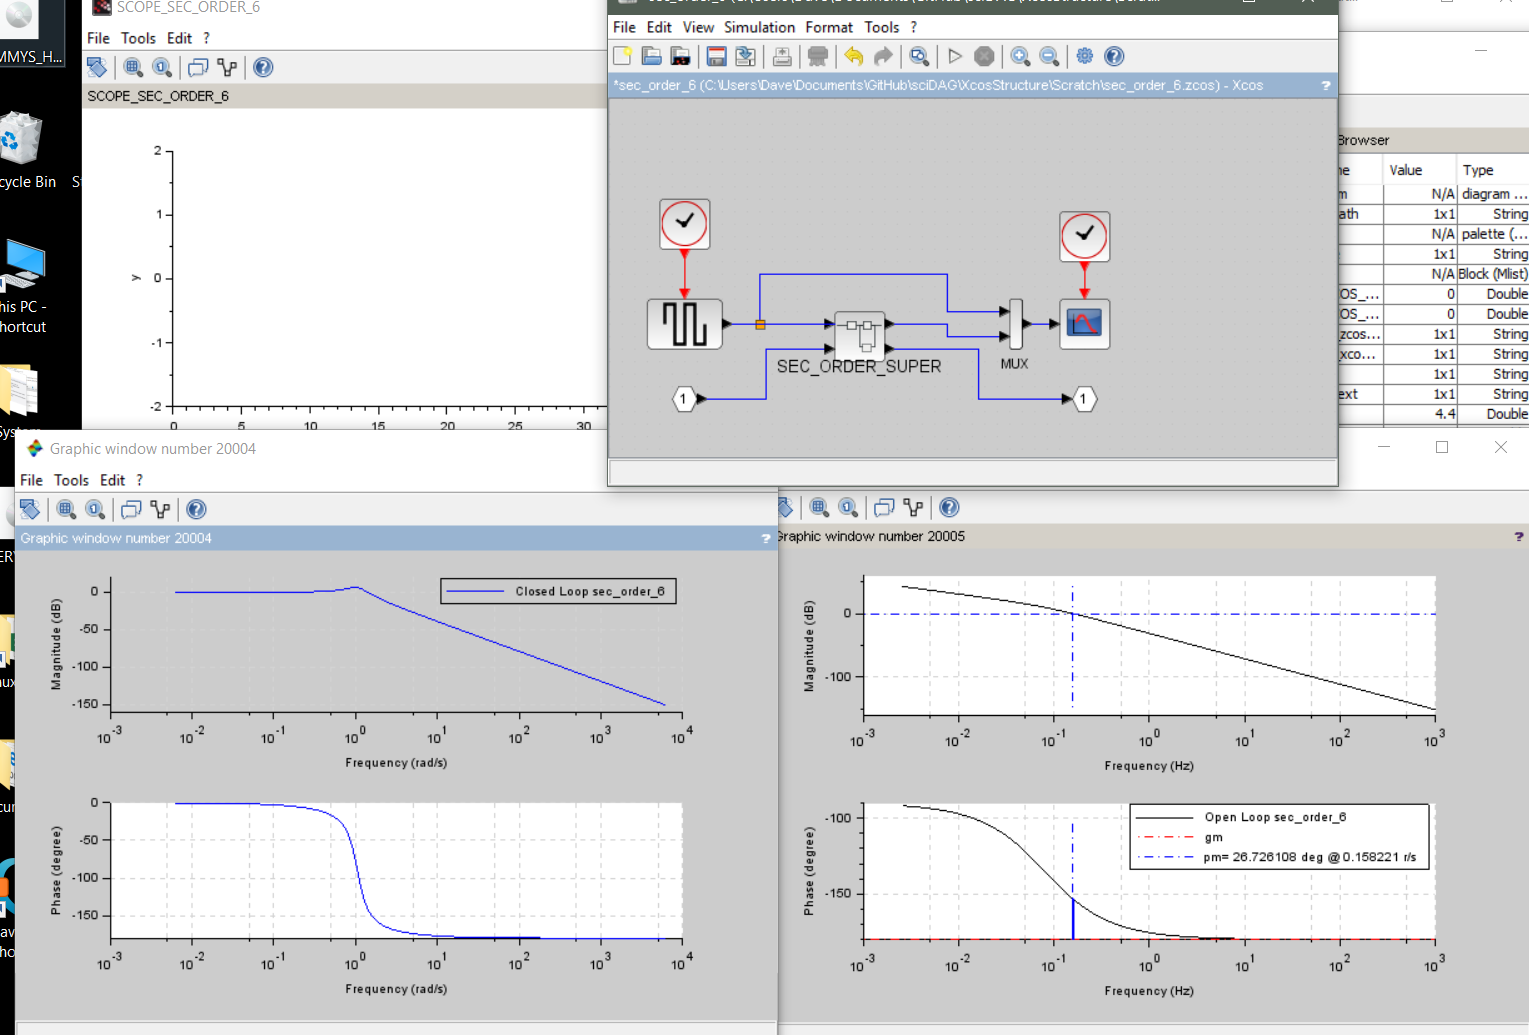 MMYS_H...
cycle Bin
his PC -
hortcut
System
SCOPE_SEC_ORDER_6
File Tools Edit ?
SCOPE_SEC_ORDER_6
2
1
0
-1
-2
y
0 5 10 15 20 25 30
File Edit View Simulation Format Tools ?
*sec_order_6 (C:\Users\Dave\Documents\GitHub\sciDAG\XcosStructure\Scratch\sec_order_6.zcos) - Xcos ?
SEC_ORDER_SUPER
MUX
1
1
Browser
Value Type
N/A diagram ...
ath 1x1 String
N/A palette (...
1x1 String
N/A Block (Mlist)
OS_... 0 Double
OS_... 0 Double
zcos... 1x1 String
xco... 1x1 String
1x1 String
ext 1x1 String
4.4 Double
Graphic window number 20004
File Tools Edit ?
Graphic window number 20004 ?
Closed Loop sec_order_6
Magnitude (dB)
0
-50
-100
-150
10^-3 10^-2 10^-1 10^0 10^1 10^2 10^3 10^4
Frequency (rad/s)
Phase (degree)
0
-50
-100
-150
10^-3 10^-2 10^-1 10^0 10^1 10^2 10^3 10^4
Frequency (rad/s)
Graphic window number 20005 ?
Magnitude (dB)
0
-100
10^-3 10^-2 10^-1 10^0 10^1 10^2 10^3
Frequency (Hz)
Open Loop sec_order_6
gm
pm= 26.726108 deg @ 0.158221 r/s
Phase (degree)
-100
-150
10^-3 10^-2 10^-1 10^0 10^1 10^2 10^3
Frequency (Hz)